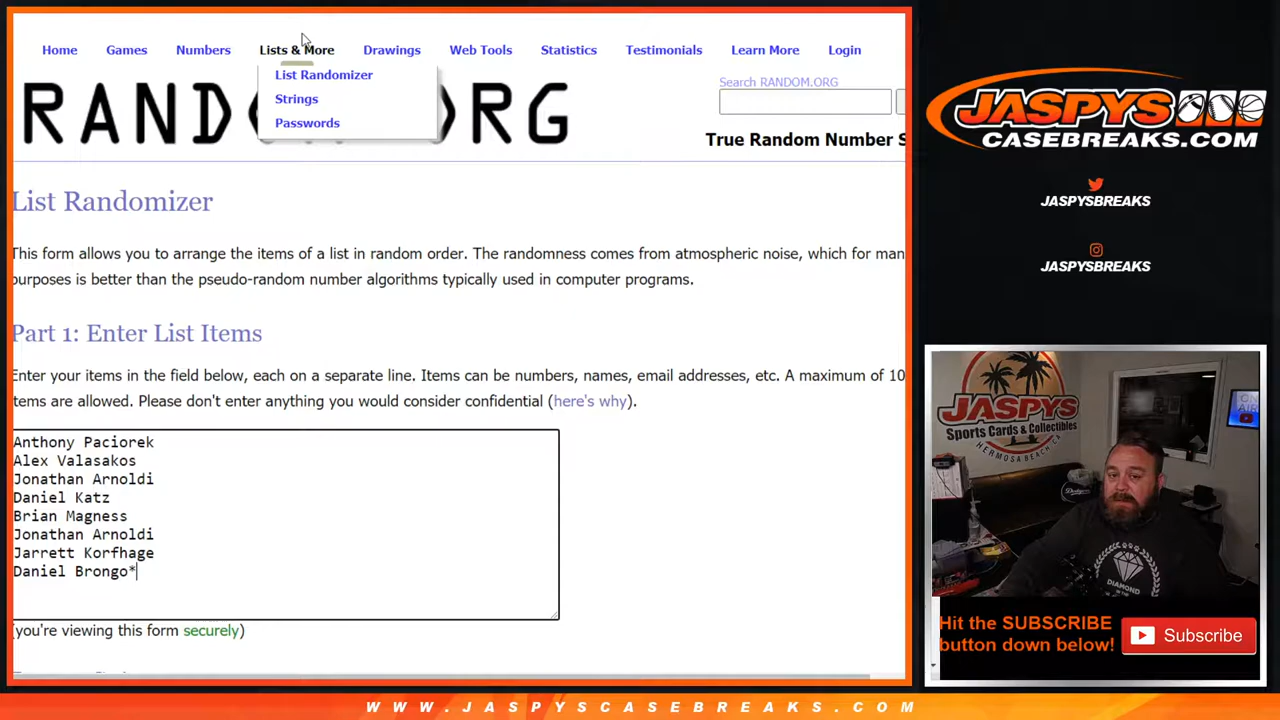 Home Games Numbers Lists & More Drawings Web Tools Statistics Testimonials Learn More Login
List Randomizer
Strings
Passwords
Search RANDOM.ORG
True Random Number S
List Randomizer
This form allows you to arrange the items of a list in random order. The randomness comes from atmospheric noise, which for man
purposes is better than the pseudo-random number algorithms typically used in computer programs.
Part 1: Enter List Items
Enter your items in the field below, each on a separate line. Items can be numbers, names, email addresses, etc. A maximum of 10
tems are allowed. Please don't enter anything you would consider confidential (here's why).
Anthony Paciorek
Alex Valasakos
Jonathan Arnoldi
Daniel Katz
Brian Magness
Jonathan Arnoldi
Jarrett Korfhage
Daniel Brongo*
(you're viewing this form securely)
JASPYS
CASEBREAKS.COM
JASPYSBREAKS
JASPYSBREAKS
JASPYS
Sports Cards & Collectibles
HERMOSA BEACH, CA
ON
AIR
Dodgers
DIAMOND
Hit the SUBSCRIBE
button down below!
Subscribe
WWW.JASPYSCASEBREAKS.COM